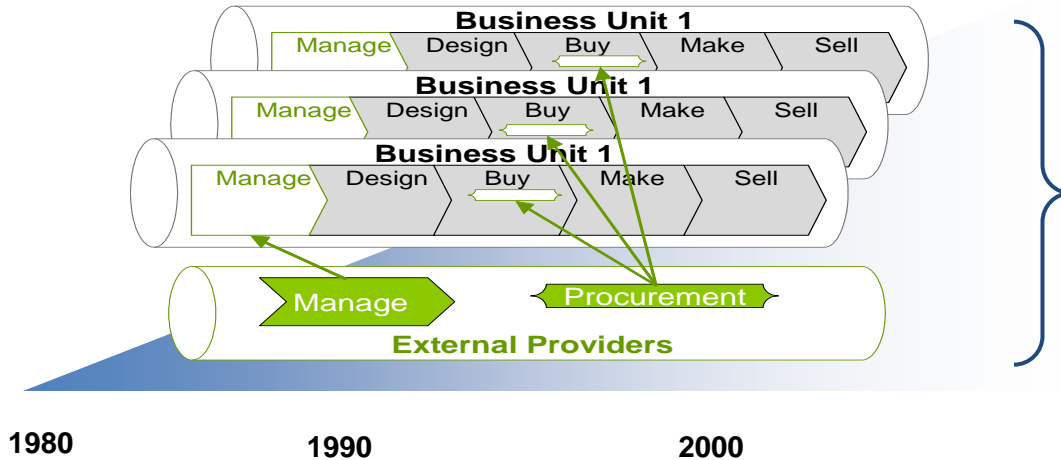 Business Unit 1
Manage Design Buy Make Sell
Business Unit 1
Manage Design Buy Make Sell
Business Unit 1
Manage Design Buy Make Sell
Manage Procurement
External Providers
1980 1990 2000